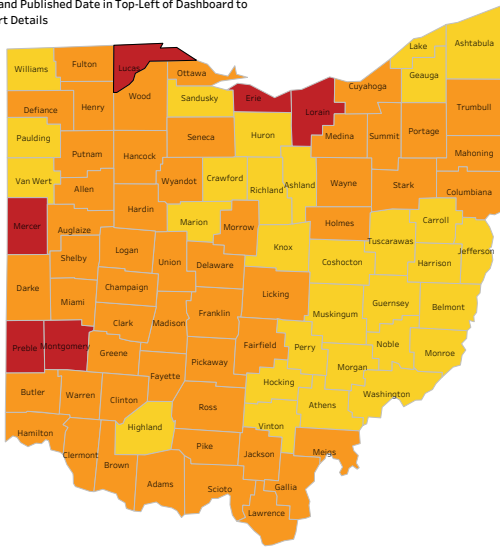 and Published Date in Top-Left of Dashboard to
rt Details
Lake
Ashtabula
Williams
Fulton
Lucas
Ottawa
Geauga
Cuyahoga
Defiance
Henry
Wood
Sandusky
Erie
Lorain
Trumbull
Paulding
Seneca
Huron
Medina
Summit
Portage
Putnam
Hancock
Mahoning
Van Wert
Allen
Wyandot
Crawford
Richland
Ashland
Wayne
Stark
Columbiana
Hardin
Mercer
Auglaize
Marion
Morrow
Holmes
Carroll
Tuscarawas
Knox
Jefferson
Shelby
Logan
Union
Delaware
Coshocton
Harrison
Darke
Miami
Champaign
Licking
Guernsey
Belmont
Muskingum
Clark
Madison
Franklin
Preble
Montgomery
Greene
Fairfield
Perry
Noble
Monroe
Pickaway
Morgan
Fayette
Hocking
Butler
Warren
Clinton
Ross
Athens
Washington
Highland
Vinton
Hamilton
Clermont
Pike
Jackson
Meigs
Brown
Adams
Scioto
Gallia
Lawrence